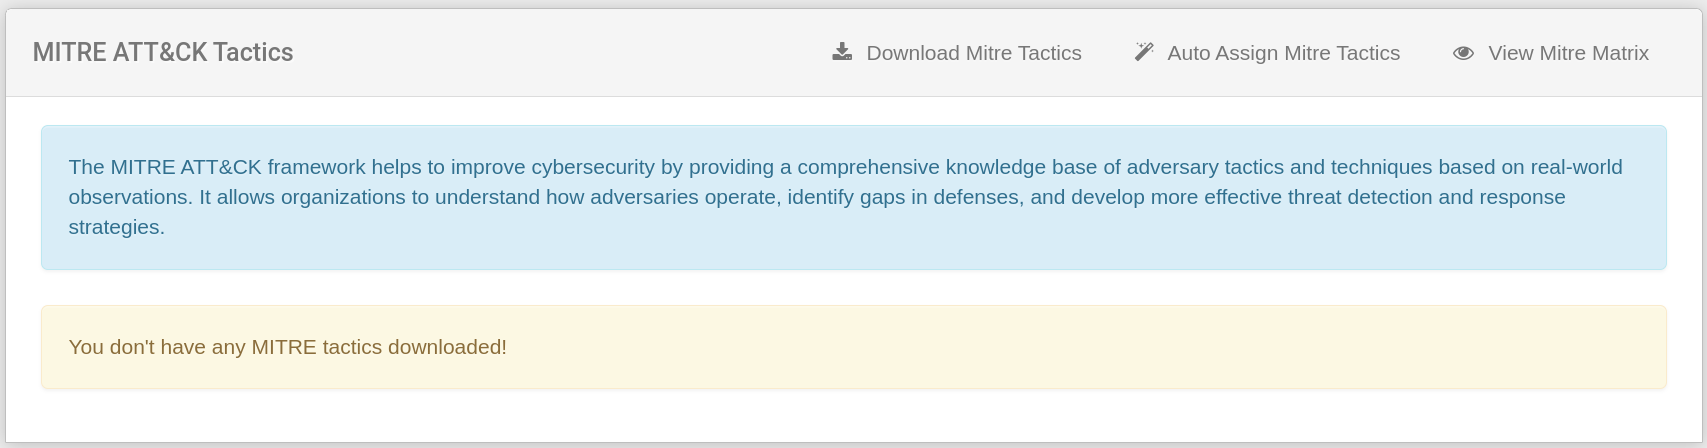 MITRE ATT&CK Tactics
Download Mitre Tactics
Auto Assign Mitre Tactics
View Mitre Matrix
The MITRE ATT&CK framework helps to improve cybersecurity by providing a comprehensive knowledge base of adversary tactics and techniques based on real-world
observations. It allows organizations to understand how adversaries operate, identify gaps in defenses, and develop more effective threat detection and response
strategies.
You don't have any MITRE tactics downloaded!